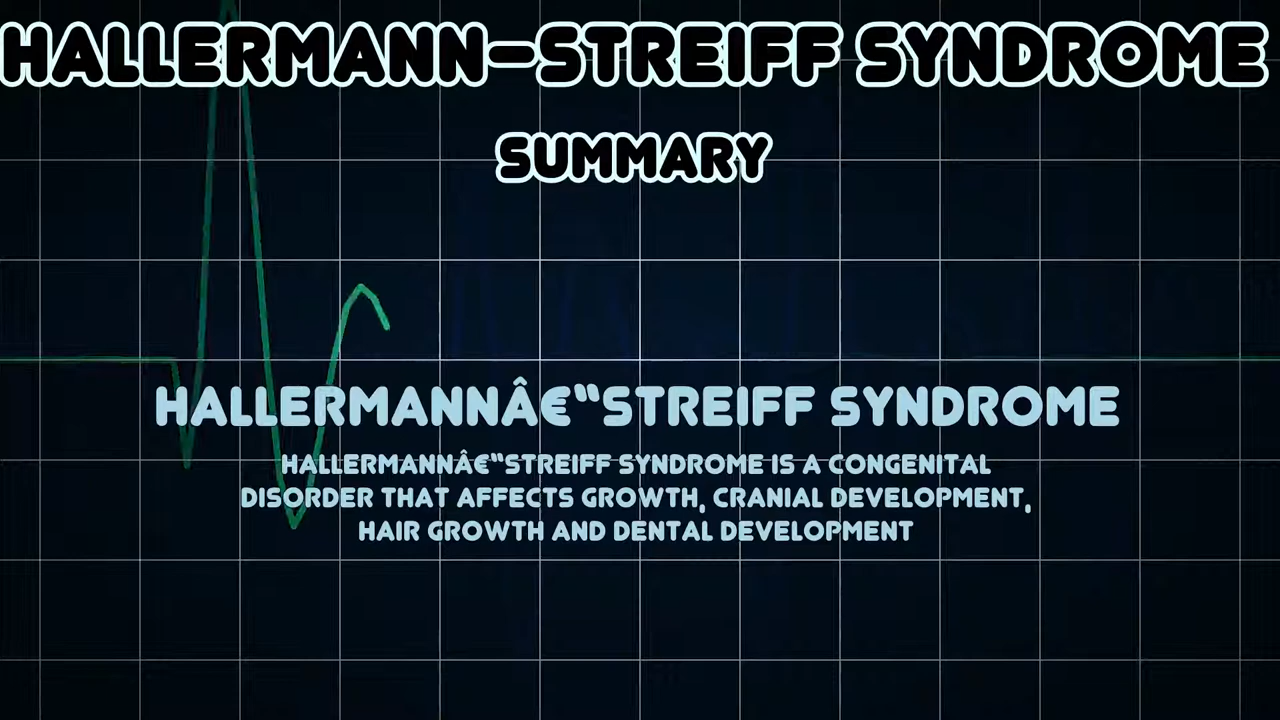 HALLERMANN–STREIFF SYNDROME
SUMMARY
HALLERMANNÂ€“STREIFF SYNDROME
HALLERMANNÂ€“STREIFF SYNDROME IS A CONGENITAL
DISORDER THAT AFFECTS GROWTH, CRANIAL DEVELOPMENT,
HAIR GROWTH AND DENTAL DEVELOPMENT